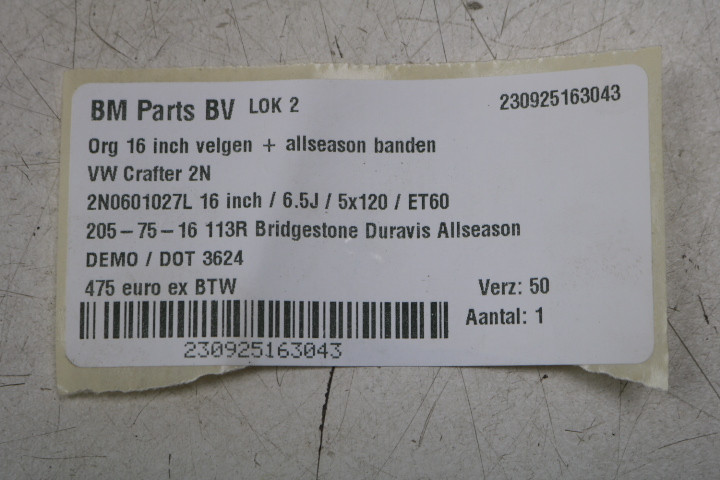 BM Parts BV LOK 2 230925163043
Org 16 inch velgen + allseason banden
VW Crafter 2N
2N0601027L 16 inch / 6.5J / 5x120 / ET60
205-75-16 113R Bridgestone Duravis Allseason
DEMO / DOT 3624
475 euro ex BTW Verz: 50
Aantal: 1
230925163043